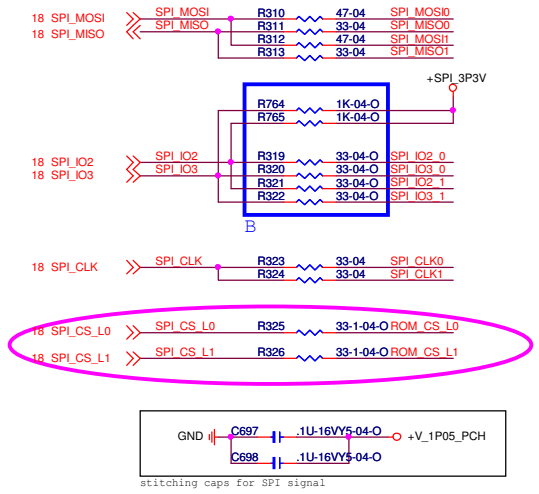 18 SPI_MOSI SPI_MOSI R310 47-04 SPI_MOSI0
18 SPI_MISO SPI_MISO R311 33-04 SPI_MISO0
R312 47-04 SPI_MOSI1
R313 33-04 SPI_MISO1
+SPI_3P3V
R764 1K-04-O
R765 1K-04-O
18 SPI_IO2 SPI_IO2 R319 33-04-O SPI_IO2_0
18 SPI_IO3 SPI_IO3 R320 33-04-O SPI_IO3_0
R321 33-04-O SPI_IO2_1
R322 33-04-O SPI_IO3_1
B
18 SPI_CLK SPI_CLK R323 33-04 SPI_CLK0
R324 33-04 SPI_CLK1
18 SPI_CS_L0 SPI_CS_L0 R325 33-1-04-O ROM_CS_L0
18 SPI_CS_L1 SPI_CS_L1 R326 33-1-04-O ROM_CS_L1
GND C697 .1U-16VY5-04-O +V_1P05_PCH
C698 .1U-16VY5-04-O
stitching caps for SPI signal